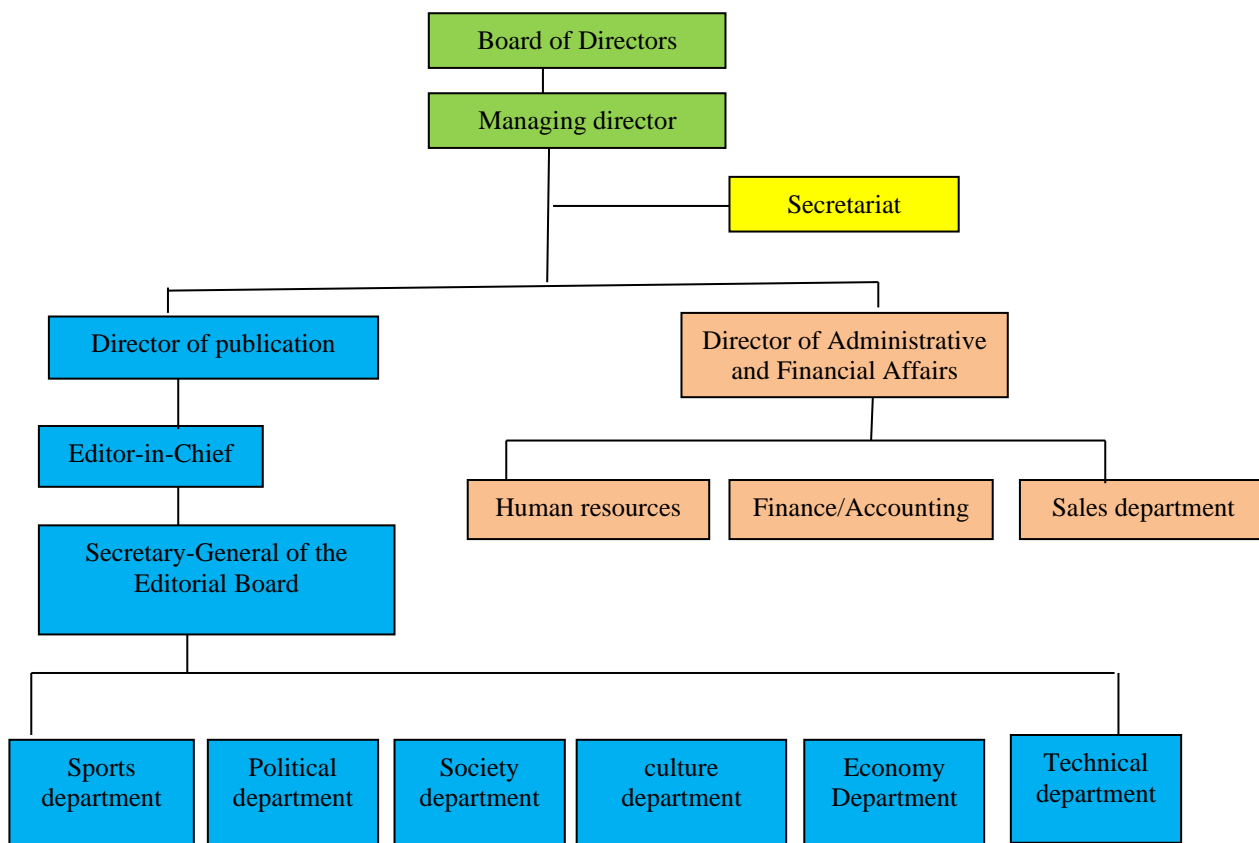 Board of Directors
Managing director
Secretariat
Director of publication
Director of Administrative
and Financial Affairs
Editor-in-Chief
Human resources
Finance/Accounting
Sales department
Secretary-General of the
Editorial Board
Sports
department
Political
department
Society
department
culture
department
Economy
Department
Technical
department